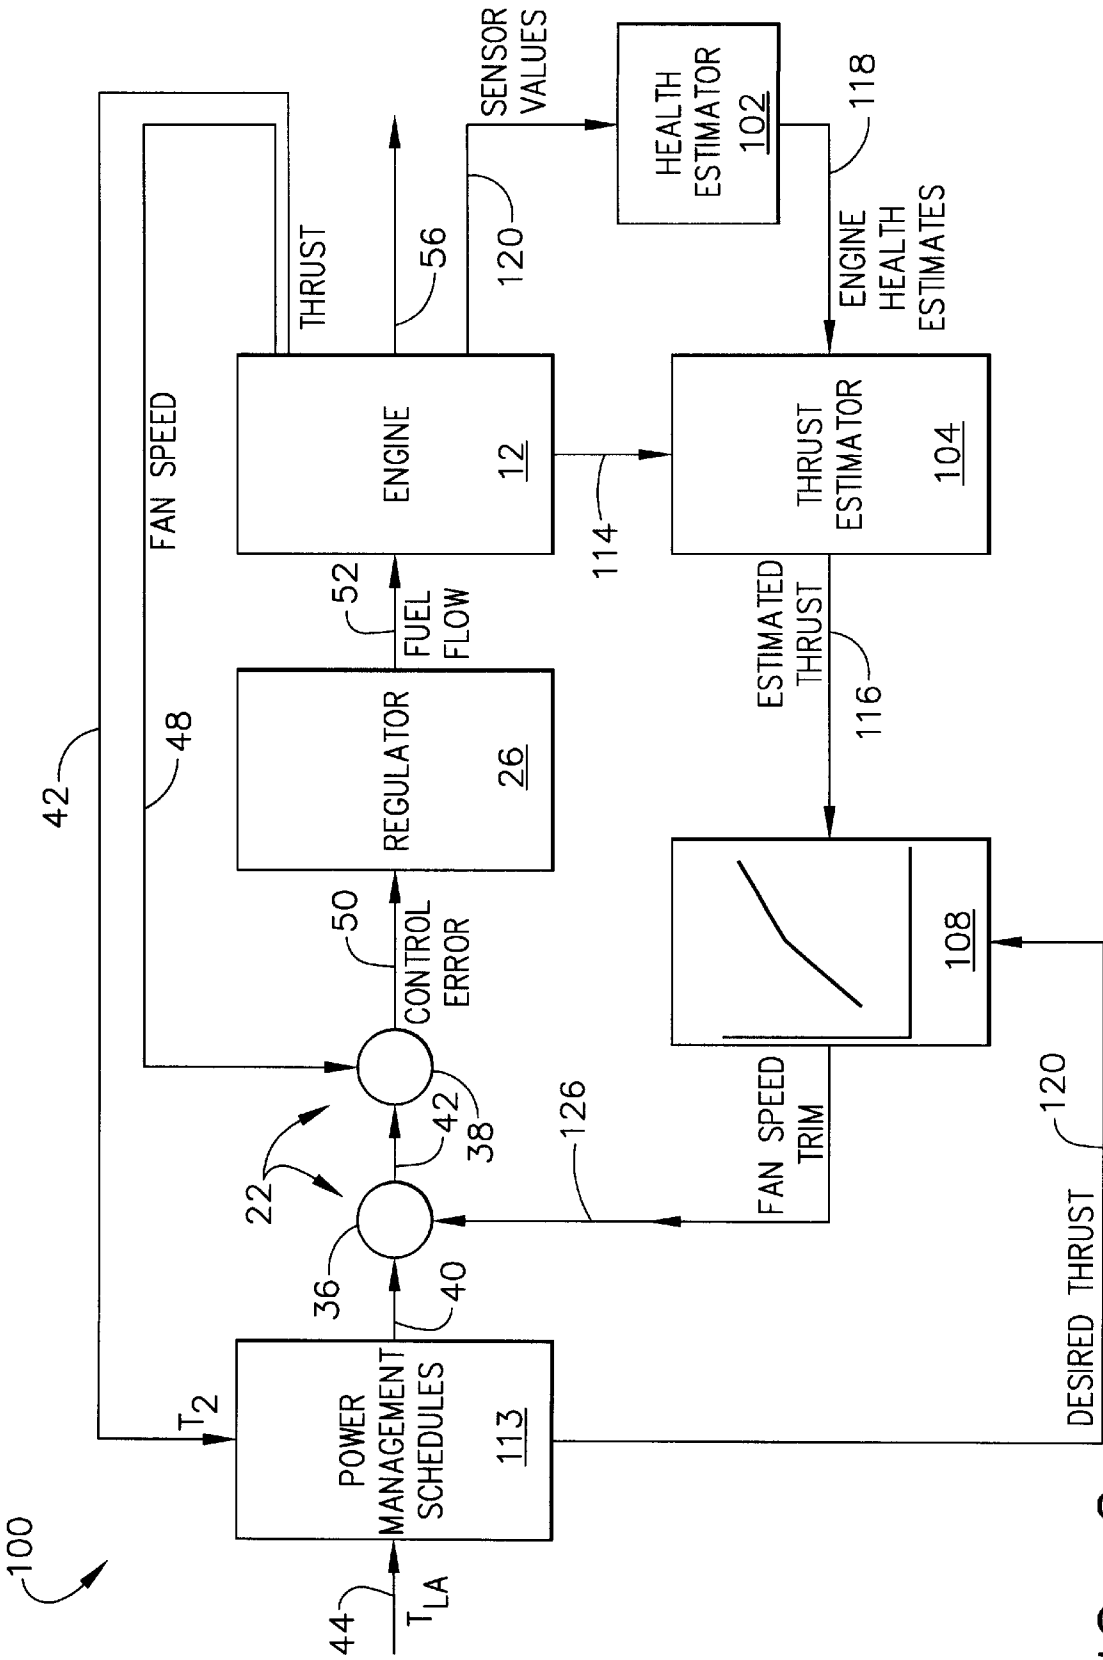 100
42
48
FAN SPEED
THRUST
SENSOR
VALUES
44
T_LA
T2
POWER
MANAGEMENT
SCHEDULES
113
40
36
22
42
38
50
CONTROL
ERROR
REGULATOR
26
52
FUEL
FLOW
ENGINE
12
56
120
HEALTH
ESTIMATOR
102
118
ENGINE
HEALTH
ESTIMATES
114
THRUST
ESTIMATOR
104
ESTIMATED
THRUST
116
108
FAN SPEED
TRIM
126
DESIRED THRUST
120